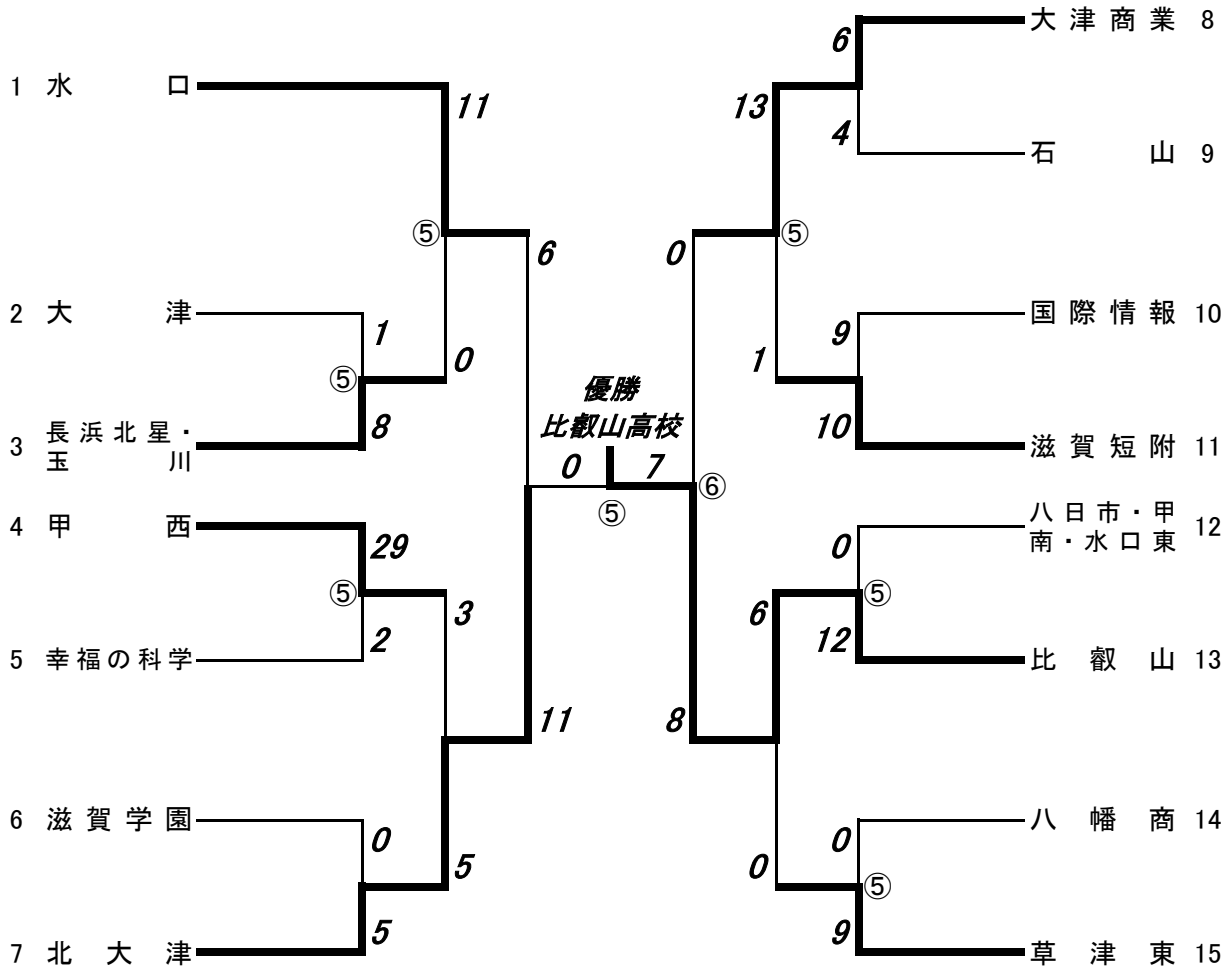 1 水口
11
⑤
6
2 大津
1
0
⑤
8
3 長浜北星・
玉川
4 甲西
29
⑤
3
2
5 幸福の科学
11
6 滋賀学園
0
5
5
7 北大津
優勝
比叡山高校
0 7
⑤
⑥
大津商業 8
6
13
4
石山 9
0
⑤
国際情報 10
9
1
10
滋賀短附 11
八日市・甲
南・水口東 12
0
⑤
6
12
比叡山 13
8
八幡商 14
0
0
⑤
9
草津東 15